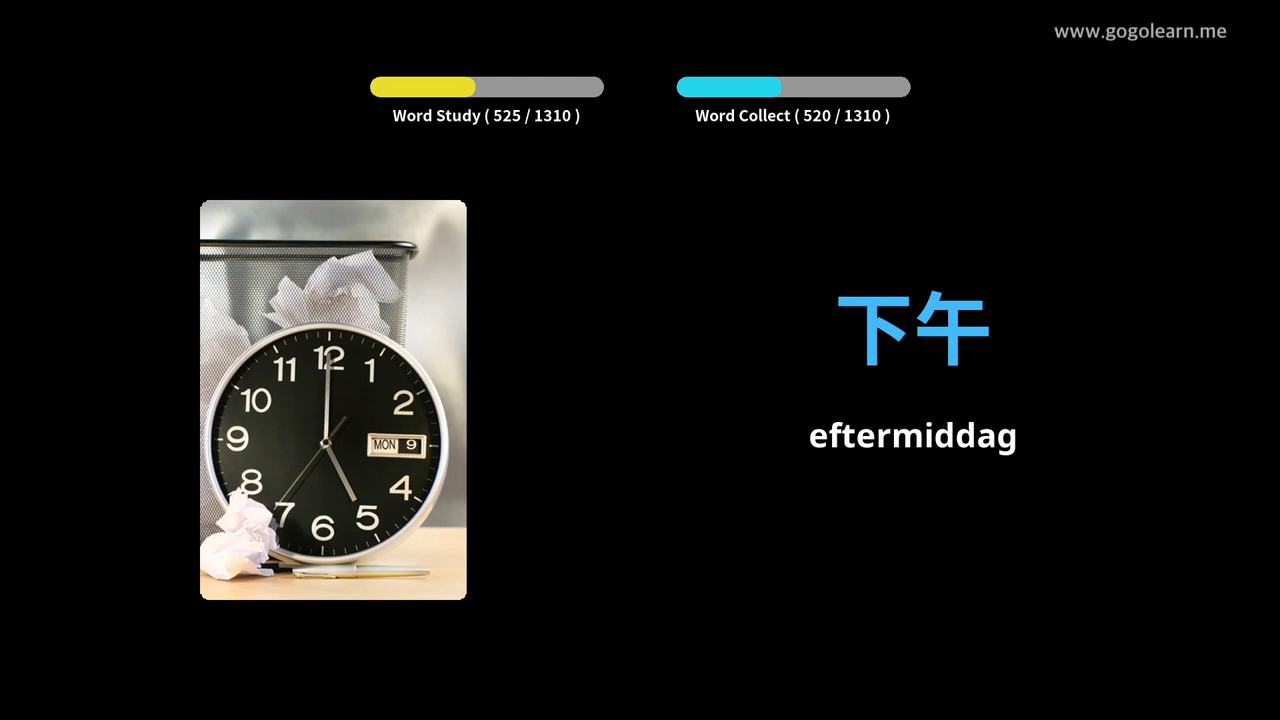 www.gogolearn.me
Word Study ( 525 / 1310 )
Word Collect ( 520 / 1310 )
12
11
1
10
2
9
MON 9
8
4
7
5
6
下午
eftermiddag